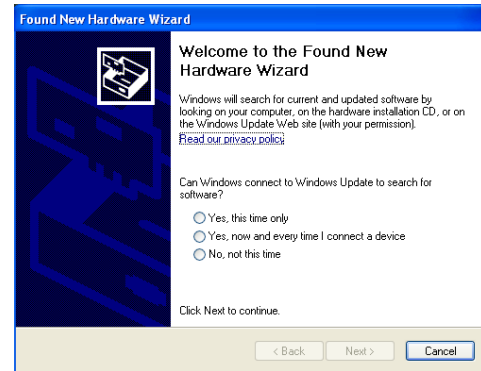 Found New Hardware Wizard
Welcome to the Found New
Hardware Wizard
Windows will search for current and updated software by
looking on your computer, on the hardware installation CD, or on
the Windows Update Web site (with your permission).
Read our privacy policy
Can Windows connect to Windows Update to search for
software?
Yes, this time only
Yes, now and every time I connect a device
No, not this time
Click Next to continue.
< Back Next > Cancel